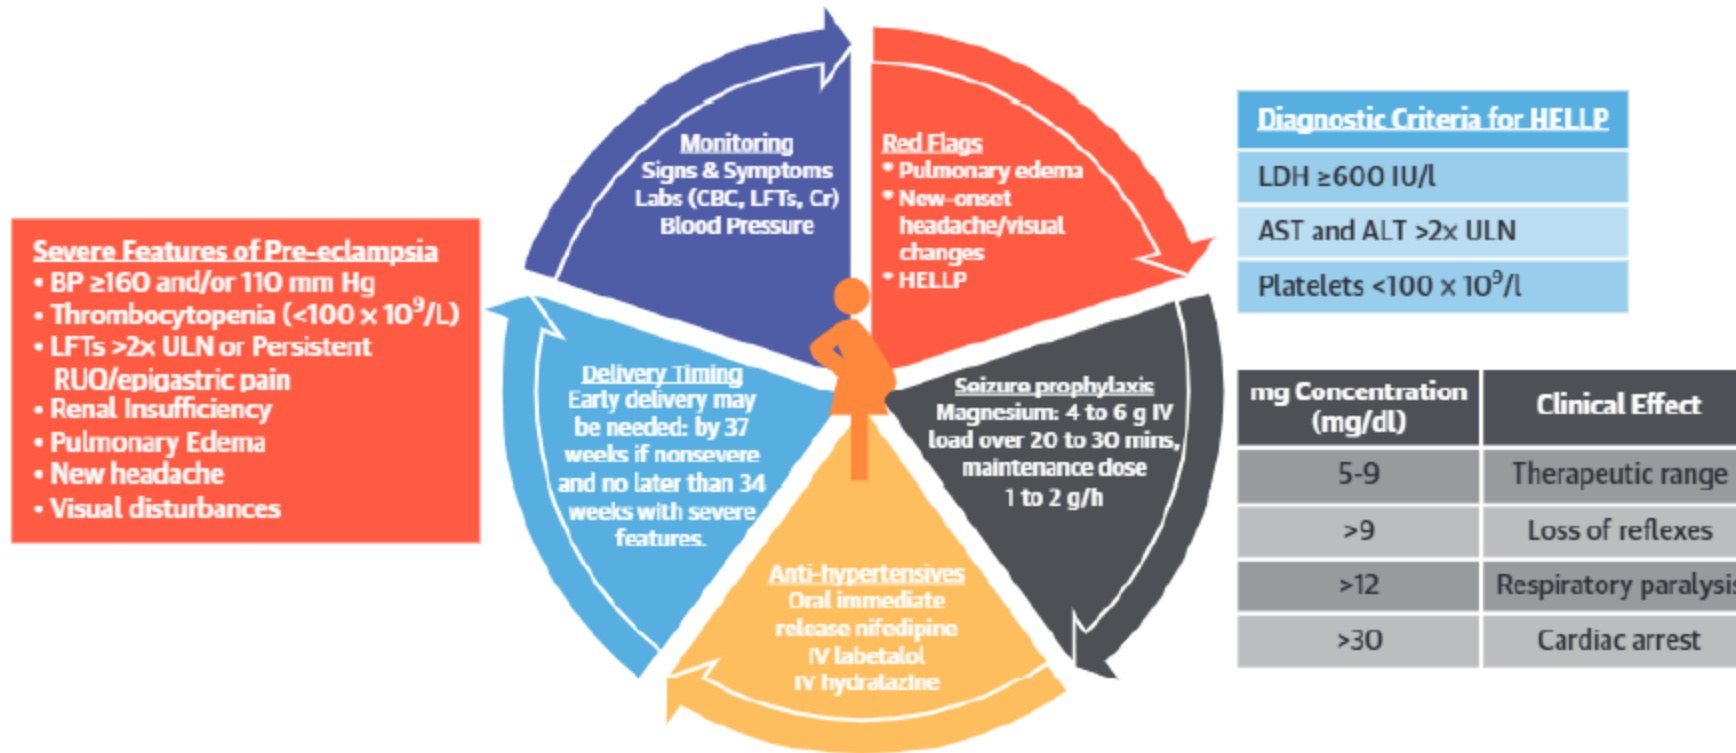 Monitoring
Signs & Symptoms
Labs (CBC, LFTs, Cr)
Blood Pressure
Red Flags
* Pulmonary edema
* New-onset
headache/visual
changes
* HELLP
Diagnostic Criteria for HELLP
LDH ≥600 IU/l
AST and ALT >2x ULN
Platelets <100 x 10⁹/l
Severe Features of Pre-eclampsia
• BP ≥160 and/or 110 mm Hg
• Thrombocytopenia (<100 x 10⁹/L)
• LFTs >2x ULN or Persistent
RUQ/epigastric pain
• Renal Insufficiency
• Pulmonary Edema
• New headache
• Visual disturbances
Delivery Timing
Early delivery may
be needed: by 37
weeks if nonsevere
and no later than 34
weeks with severe
features.
Seizure prophylaxis
Magnesium: 4 to 6 g IV
load over 20 to 30 mins,
maintenance dose
1 to 2 g/h
Anti-hypertensives
Oral immediate
release nifedipine
IV labetalol
IV hydralazine
mg Concentration
(mg/dl)
Clinical Effect
5-9 Therapeutic range
>9 Loss of reflexes
>12 Respiratory paralysis
>30 Cardiac arrest